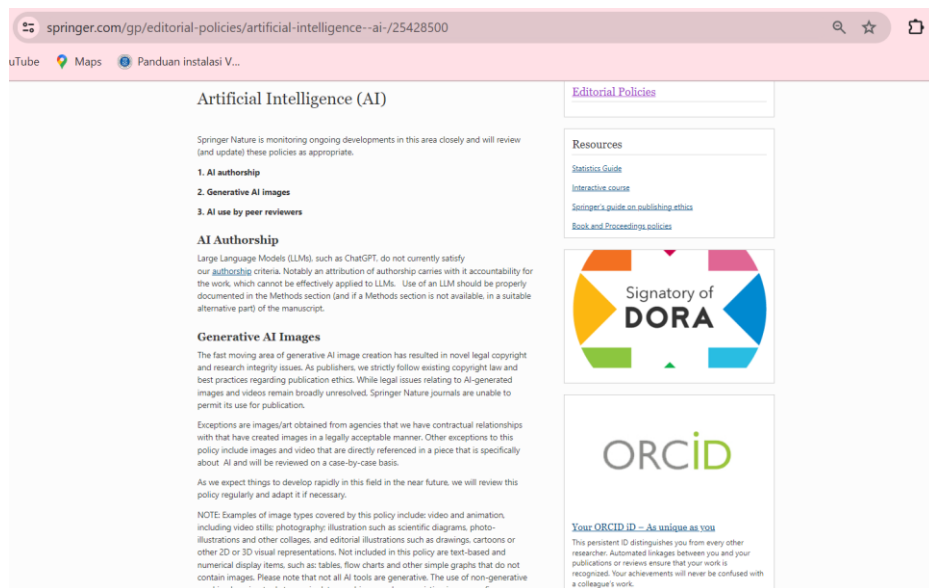 springer.com/gp/editorial-policies/artificial-intelligence--ai-/25428500
uTube Maps Panduan instalasi V...
Artificial Intelligence (AI)
Springer Nature is monitoring ongoing developments in this area closely and will review
(and update) these policies as appropriate.
1. AI authorship
2. Generative AI images
3. AI use by peer reviewers
AI Authorship
Large Language Models (LLMs), such as ChatGPT, do not currently satisfy
our authorship criteria. Notably an attribution of authorship carries with it accountability for
the work, which cannot be effectively applied to LLMs. Use of an LLM should be properly
documented in the Methods section (and if a Methods section is not available, in a suitable
alternative part) of the manuscript.
Generative AI Images
The fast moving area of generative AI image creation has resulted in novel legal copyright
and research integrity issues. As publishers, we strictly follow existing copyright law and
best practices regarding publication ethics. While legal issues relating to AI-generated
images and videos remain broadly unresolved, Springer Nature journals are unable to
permit its use for publication.
Exceptions are images/art obtained from agencies that we have contractual relationships
with that have created images in a legally acceptable manner. Other exceptions to this
policy include images and video that are directly referenced in a piece that is specifically
about AI and will be reviewed on a case-by-case basis.
As we expect things to develop rapidly in this field in the near future, we will review this
policy regularly and adapt it if necessary.
NOTE: Examples of image types covered by this policy include: video and animation,
including video stills; photography; illustration such as scientific diagrams, photo-
illustrations and other collages, and editorial illustrations such as drawings, cartoons or
other 2D or 3D visual representations. Not included in this policy are text-based and
numerical display items, such as: tables, flow charts and other simple graphs that do not
contain images. Please note that not all AI tools are generative. The use of non-generative
Editorial Policies
Resources
Statistics Guide
Interactive course
Springer's guide on publishing ethics
Book and Proceedings policies
Signatory of
DORA
ORCID
Your ORCID iD – As unique as you
This persistent ID distinguishes you from every other
researcher. Automated linkages between you and your
publications or reviews ensure that your work is
recognized. Your achievements will never be confused with
a colleague's work.